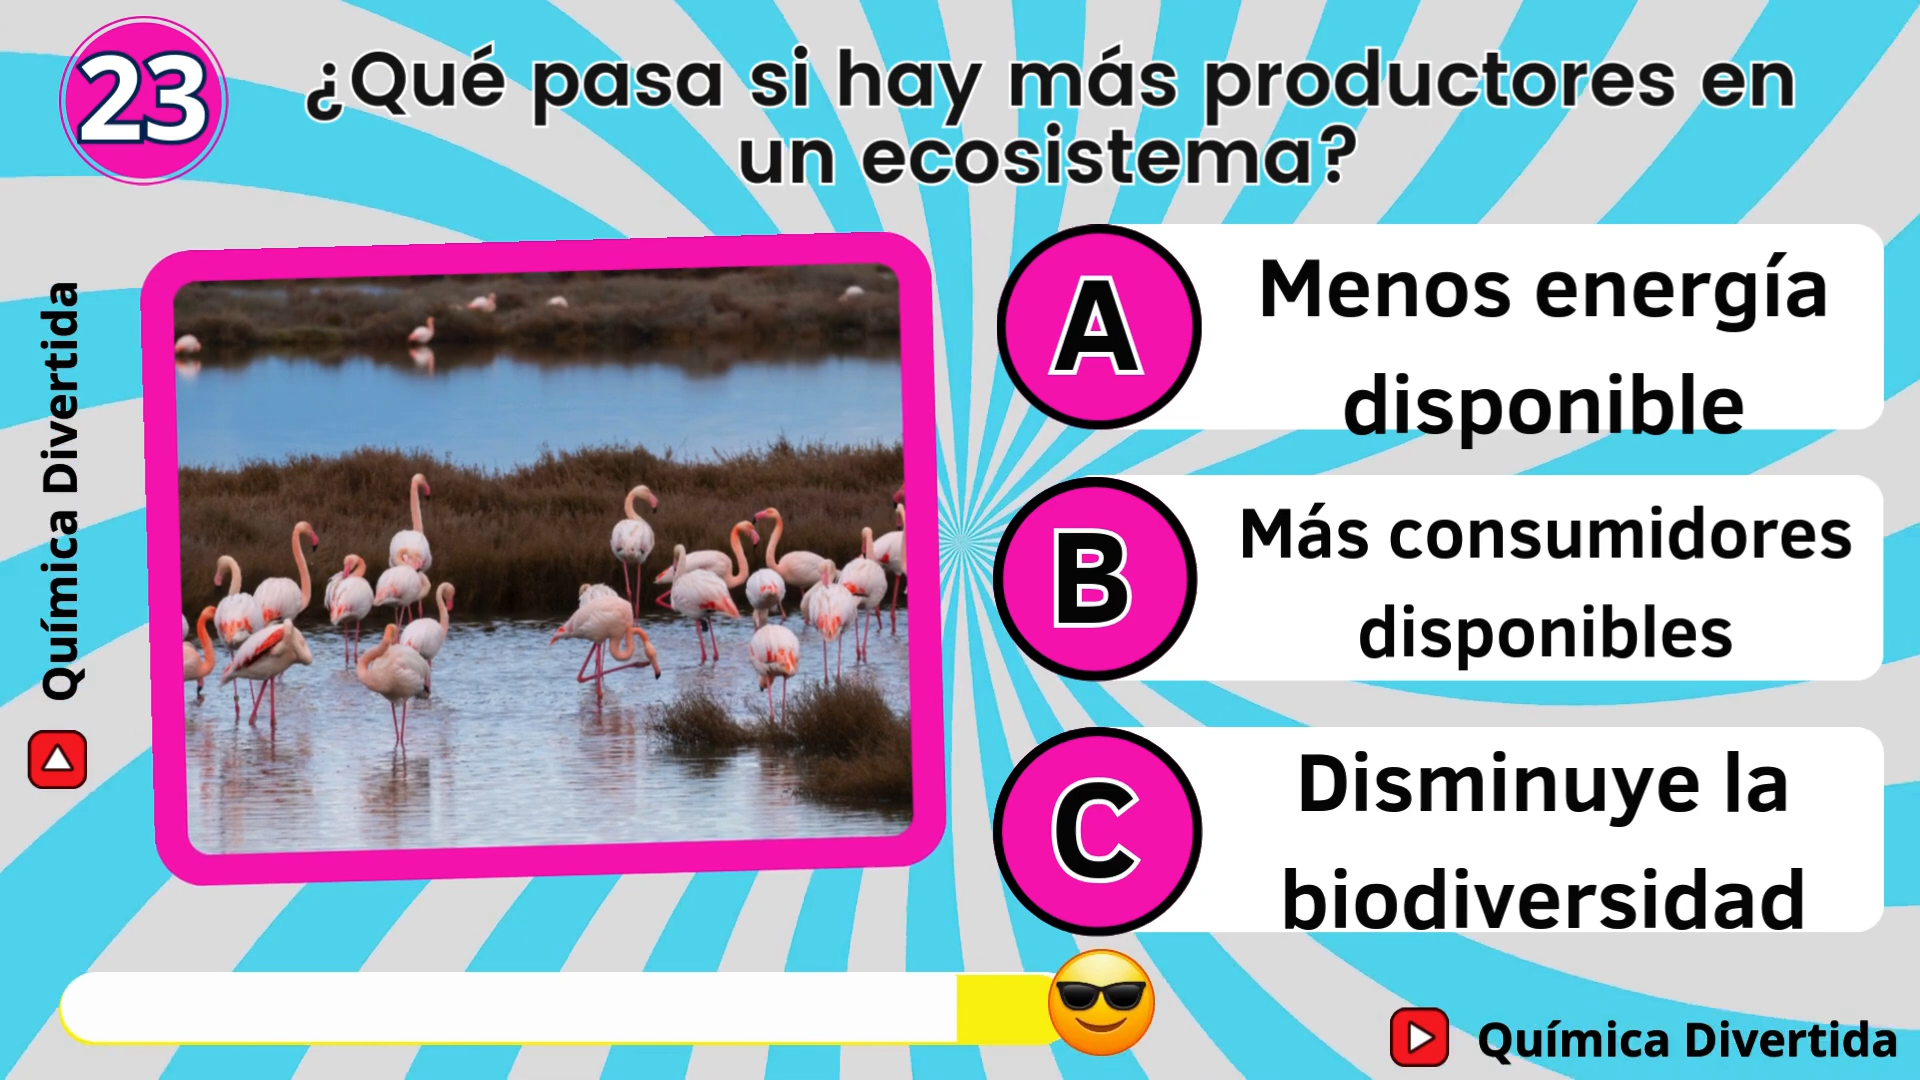 23
¿Qué pasa si hay más productores en
un ecosistema?
A
Menos energía
disponible
B
Más consumidores
disponibles
C
Disminuye la
biodiversidad
Química Divertida
Química Divertida